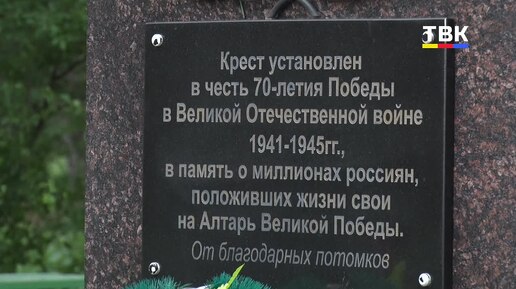 ТВК
Крест установлен
в честь 70-летия Победы
в Великой Отечественной войне
1941-1945гг.,
в память о миллионах россиян,
положивших жизни свои
на Алтарь Великой Победы.
От благодарных потомков